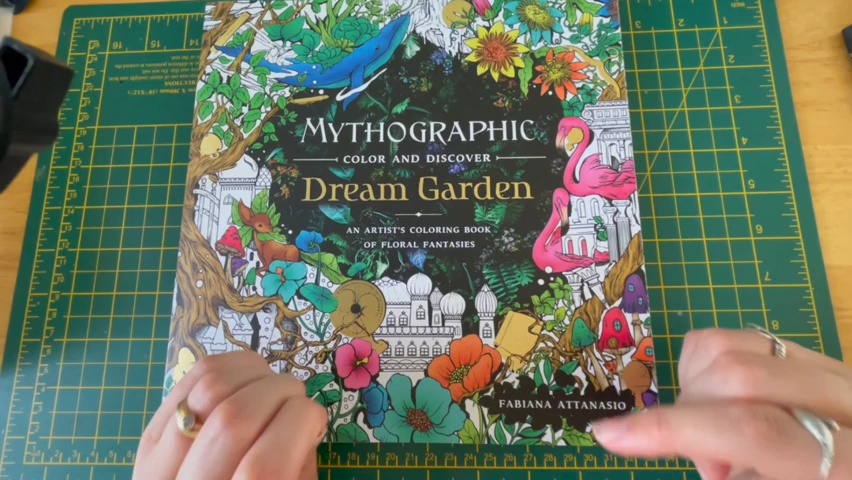 MYTHOGRAPHIC
COLOR AND DISCOVER
Dream Garden
AN ARTIST'S COLORING BOOK
OF FLORAL FANTASIES
FABIANA ATTANASIO